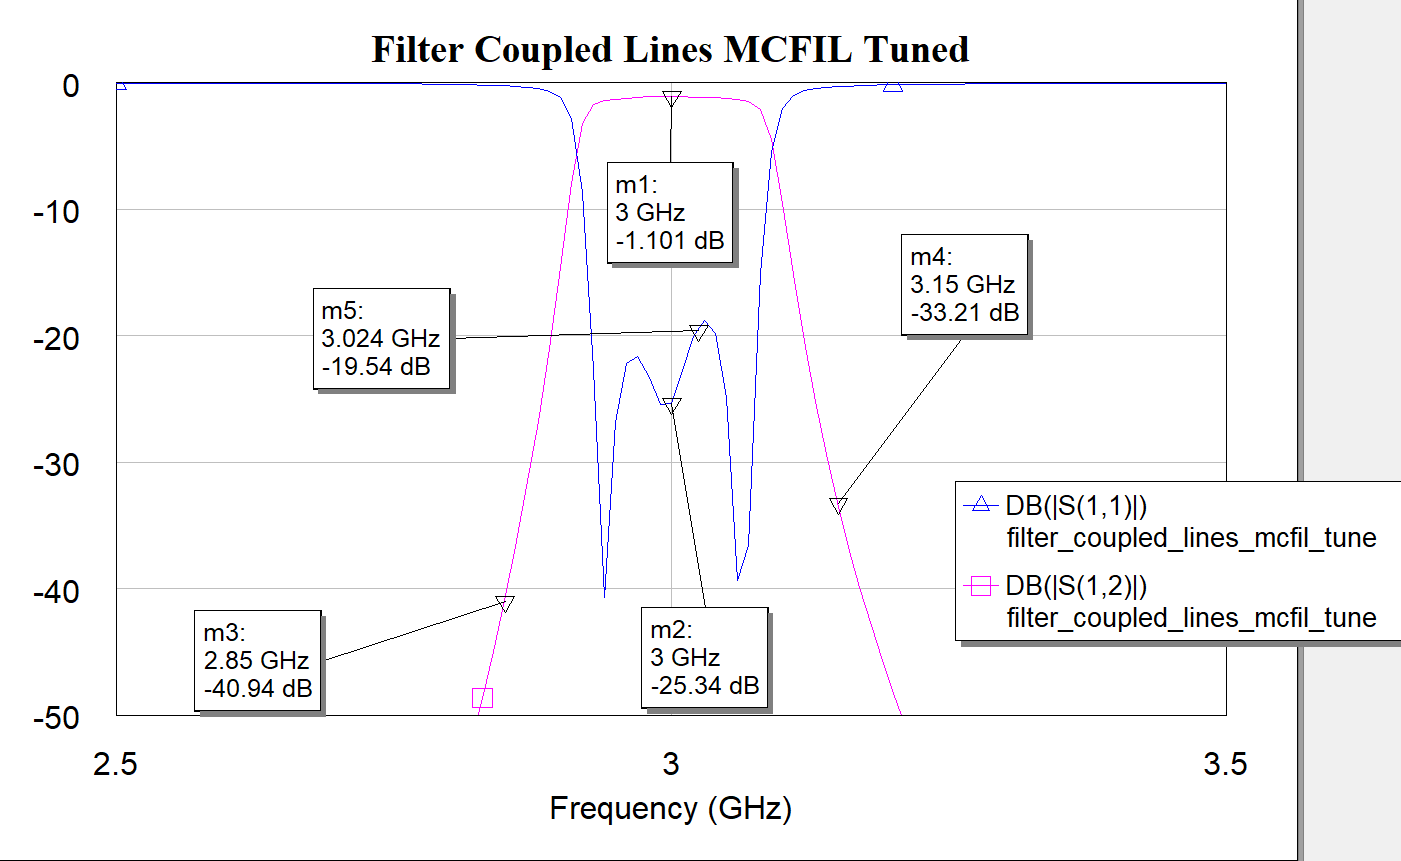 Filter Coupled Lines MCFIL Tuned
0
-10
-20
-30
-40
-50
m1:
3 GHz
-1.101 dB
m4:
3.15 GHz
-33.21 dB
m5:
3.024 GHz
-19.54 dB
DB(|S(1,1)|)
filter_coupled_lines_mcfil_tune
DB(|S(1,2)|)
filter_coupled_lines_mcfil_tune
m3:
2.85 GHz
-40.94 dB
m2:
3 GHz
-25.34 dB
2.5
3
3.5
Frequency (GHz)